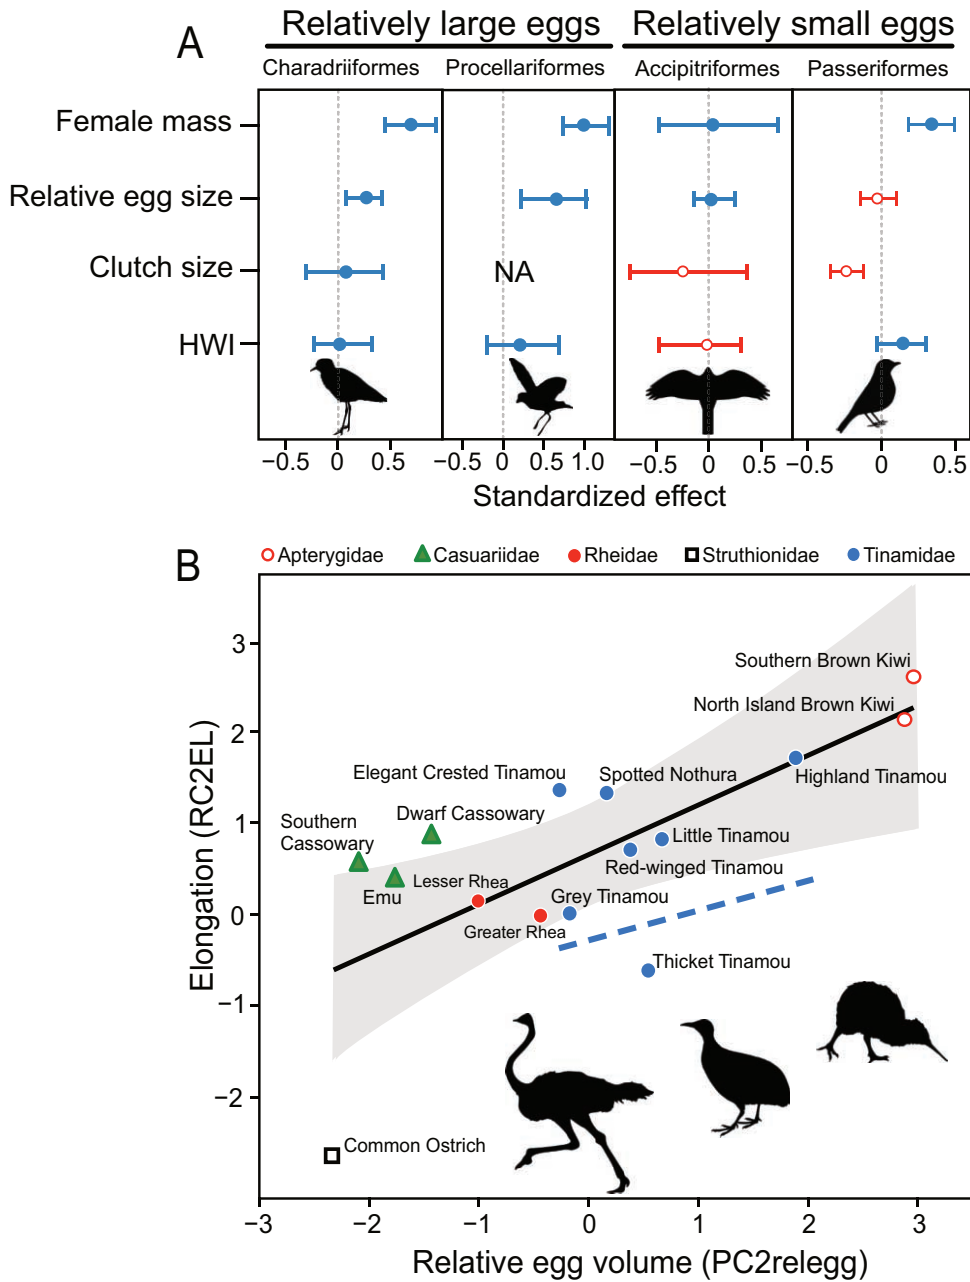 A
Relatively large eggs
Relatively small eggs
Charadriiformes
Procellariiformes
Accipitriformes
Passeriformes
Female mass
Relative egg size
Clutch size
NA
HWI
−0.5 0 0.5
−0.5 0 0.5 1.0
−0.5 0 0.5
−0.5 0 0.5
Standardized effect
B
Apterygidae Casuariidae Rheidae Struthionidae Tinamidae
Elongation (RC2EL)
3
2
1
0
−1
−2
Southern Brown Kiwi
North Island Brown Kiwi
Elegant Crested Tinamou
Spotted Nothura
Highland Tinamou
Dwarf Cassowary
Southern
Cassowary
Little Tinamou
Red-winged Tinamou
Emu
Lesser Rhea
Grey Tinamou
Greater Rhea
Thicket Tinamou
Common Ostrich
−3 −2 −1 0 1 2 3
Relative egg volume (PC2relegg)